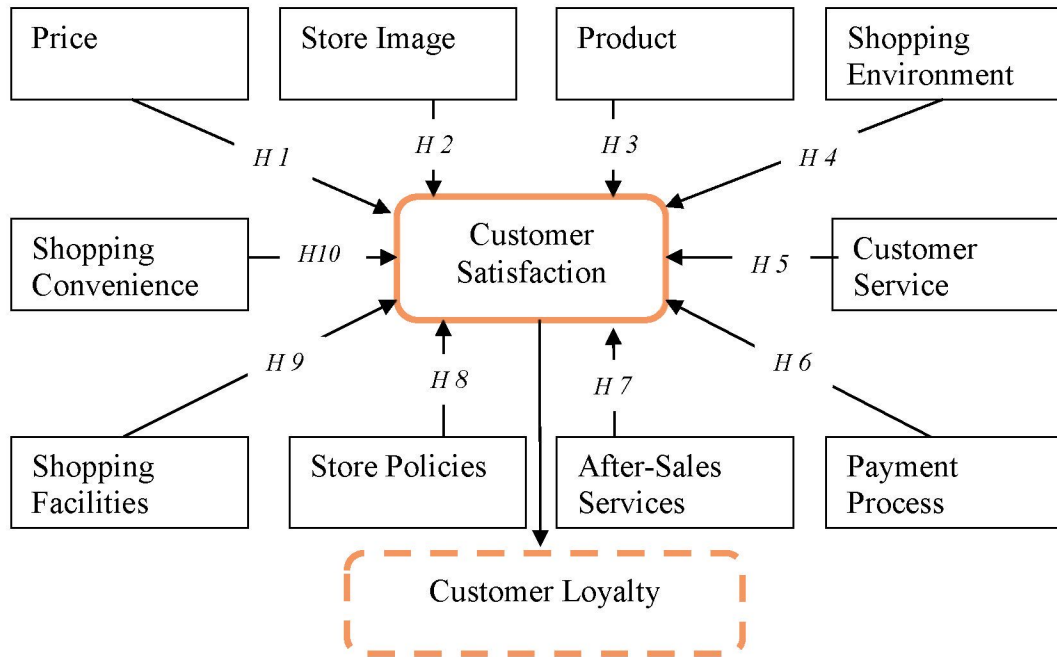 Price
Store Image
Product
Shopping
Environment
H 1
H 2
H 3
H 4
Shopping
Convenience
H10
Customer
Satisfaction
H 5
Customer
Service
H 9
H 8
H 7
H 6
Shopping
Facilities
Store Policies
After-Sales
Services
Payment
Process
Customer Loyalty